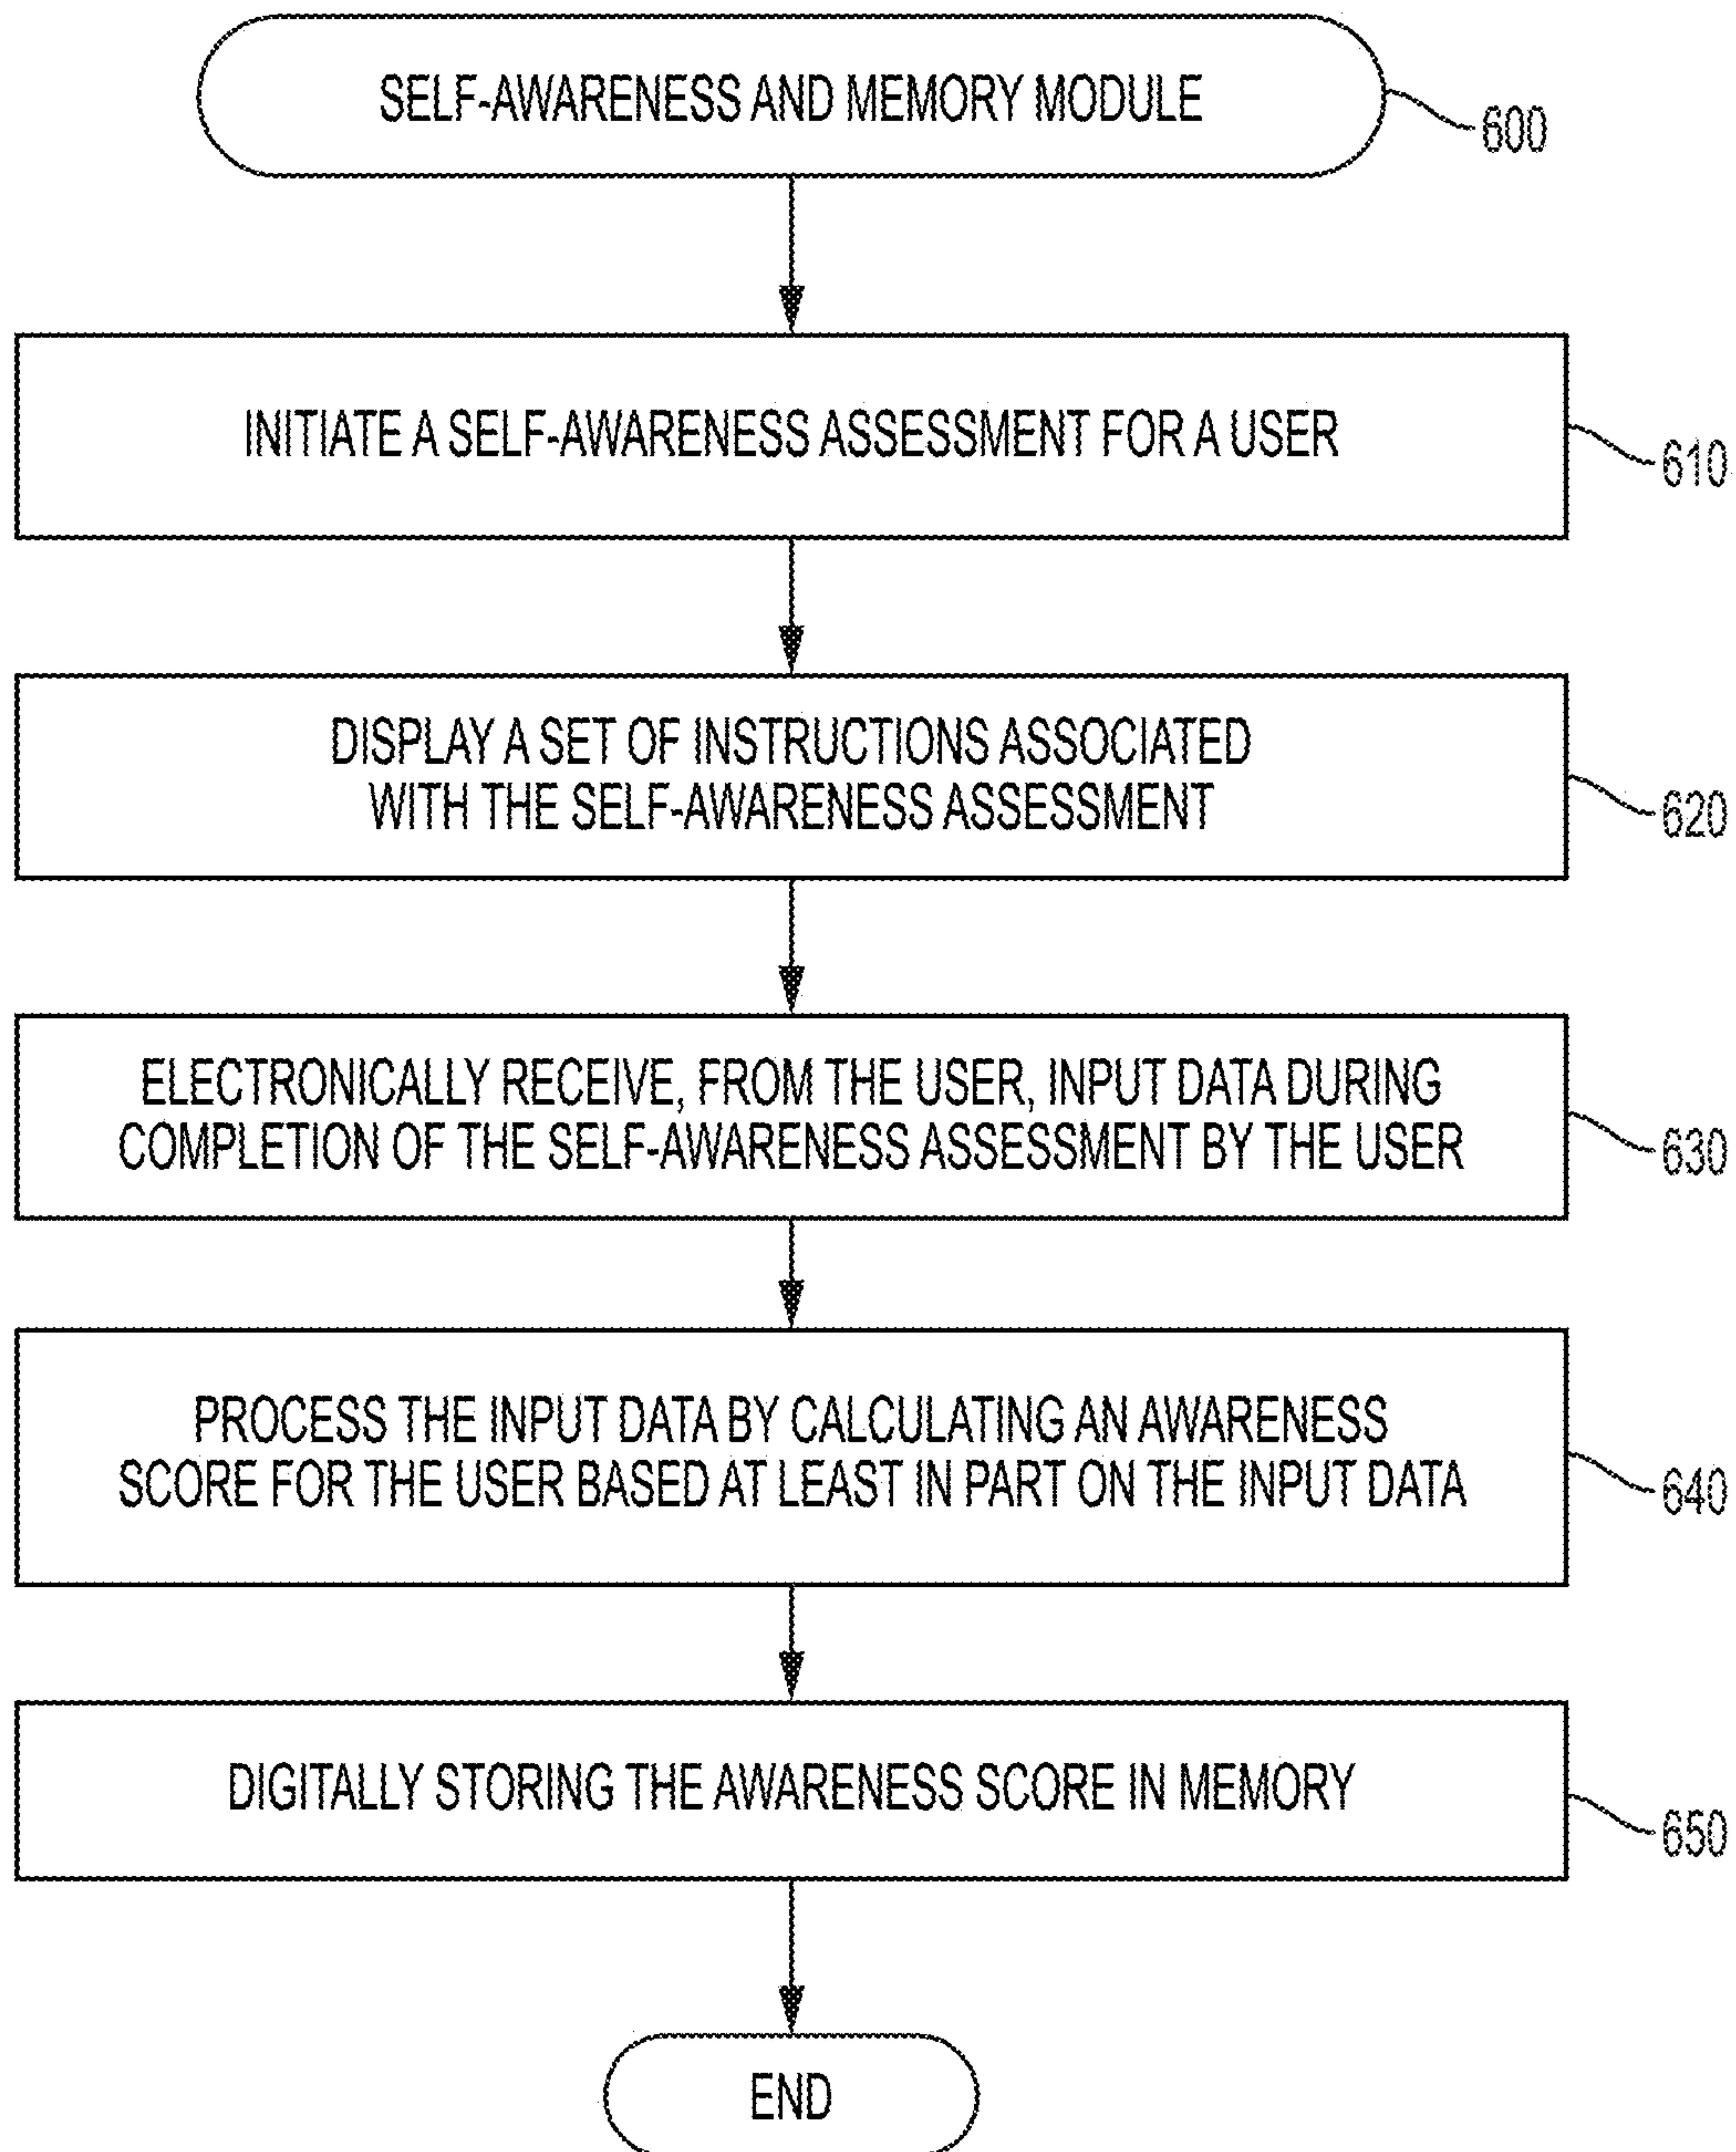 SELF-AWARENESS AND MEMORY MODULE
600
INITIATE A SELF-AWARENESS ASSESSMENT FOR A USER
610
DISPLAY A SET OF INSTRUCTIONS ASSOCIATED
WITH THE SELF-AWARENESS ASSESSMENT
620
ELECTRONICALLY RECEIVE, FROM THE USER, INPUT DATA DURING
COMPLETION OF THE SELF-AWARENESS ASSESSMENT BY THE USER
630
PROCESS THE INPUT DATA BY CALCULATING AN AWARENESS
SCORE FOR THE USER BASED AT LEAST IN PART ON THE INPUT DATA
640
DIGITALLY STORING THE AWARENESS SCORE IN MEMORY
650
END